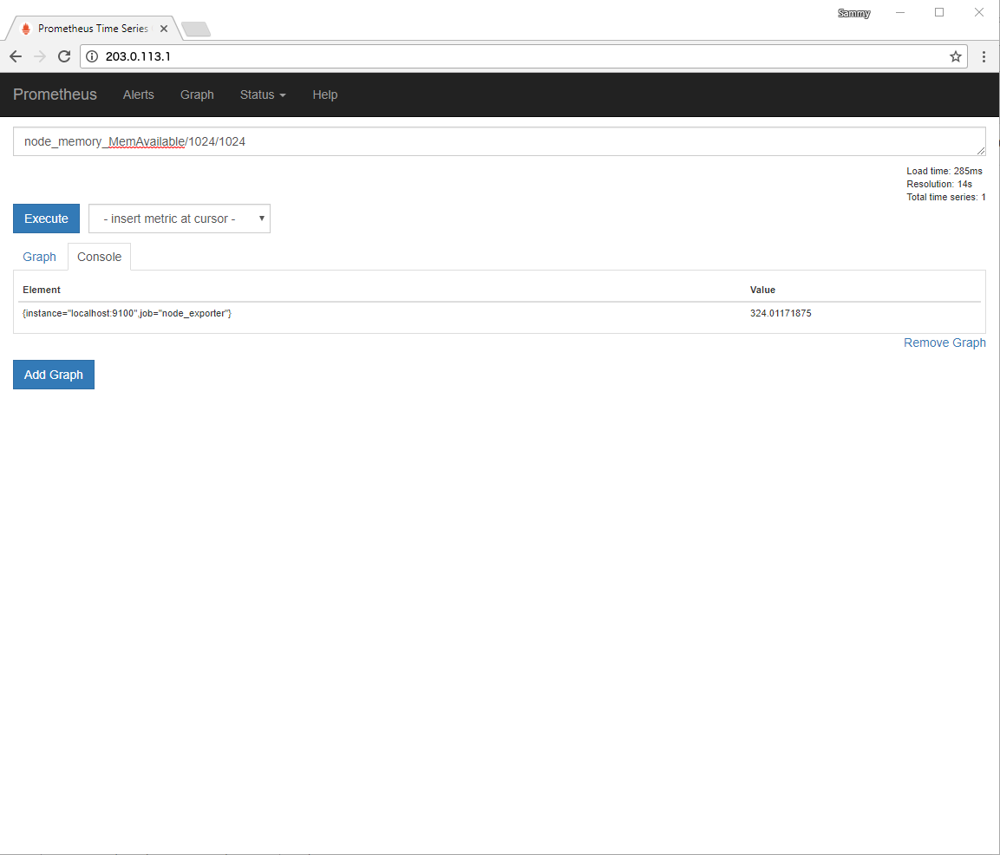 Sammy
Prometheus Time Series
203.0.113.1
Prometheus Alerts Graph Status Help
node_memory_MemAvailable/1024/1024
Load time: 285ms
Resolution: 14s
Total time series: 1
Execute - insert metric at cursor -
Graph Console
Element Value
{instance="localhost:9100",job="node_exporter"} 324.01171875
Remove Graph
Add Graph